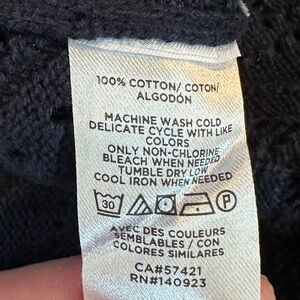 100% COTTON/ COTON/
ALGODÓN
MACHINE WASH COLD
DELICATE CYCLE WITH LIKE
COLORS
ONLY NON-CHLORINE
BLEACH WHEN NEEDED
TUMBLE DRY LOW
COOL IRON WHEN NEEDED
30 P
AVEC DES COULEURS
SEMBLABLES / CON
COLORES SIMILARES
CA#57421
RN#140923